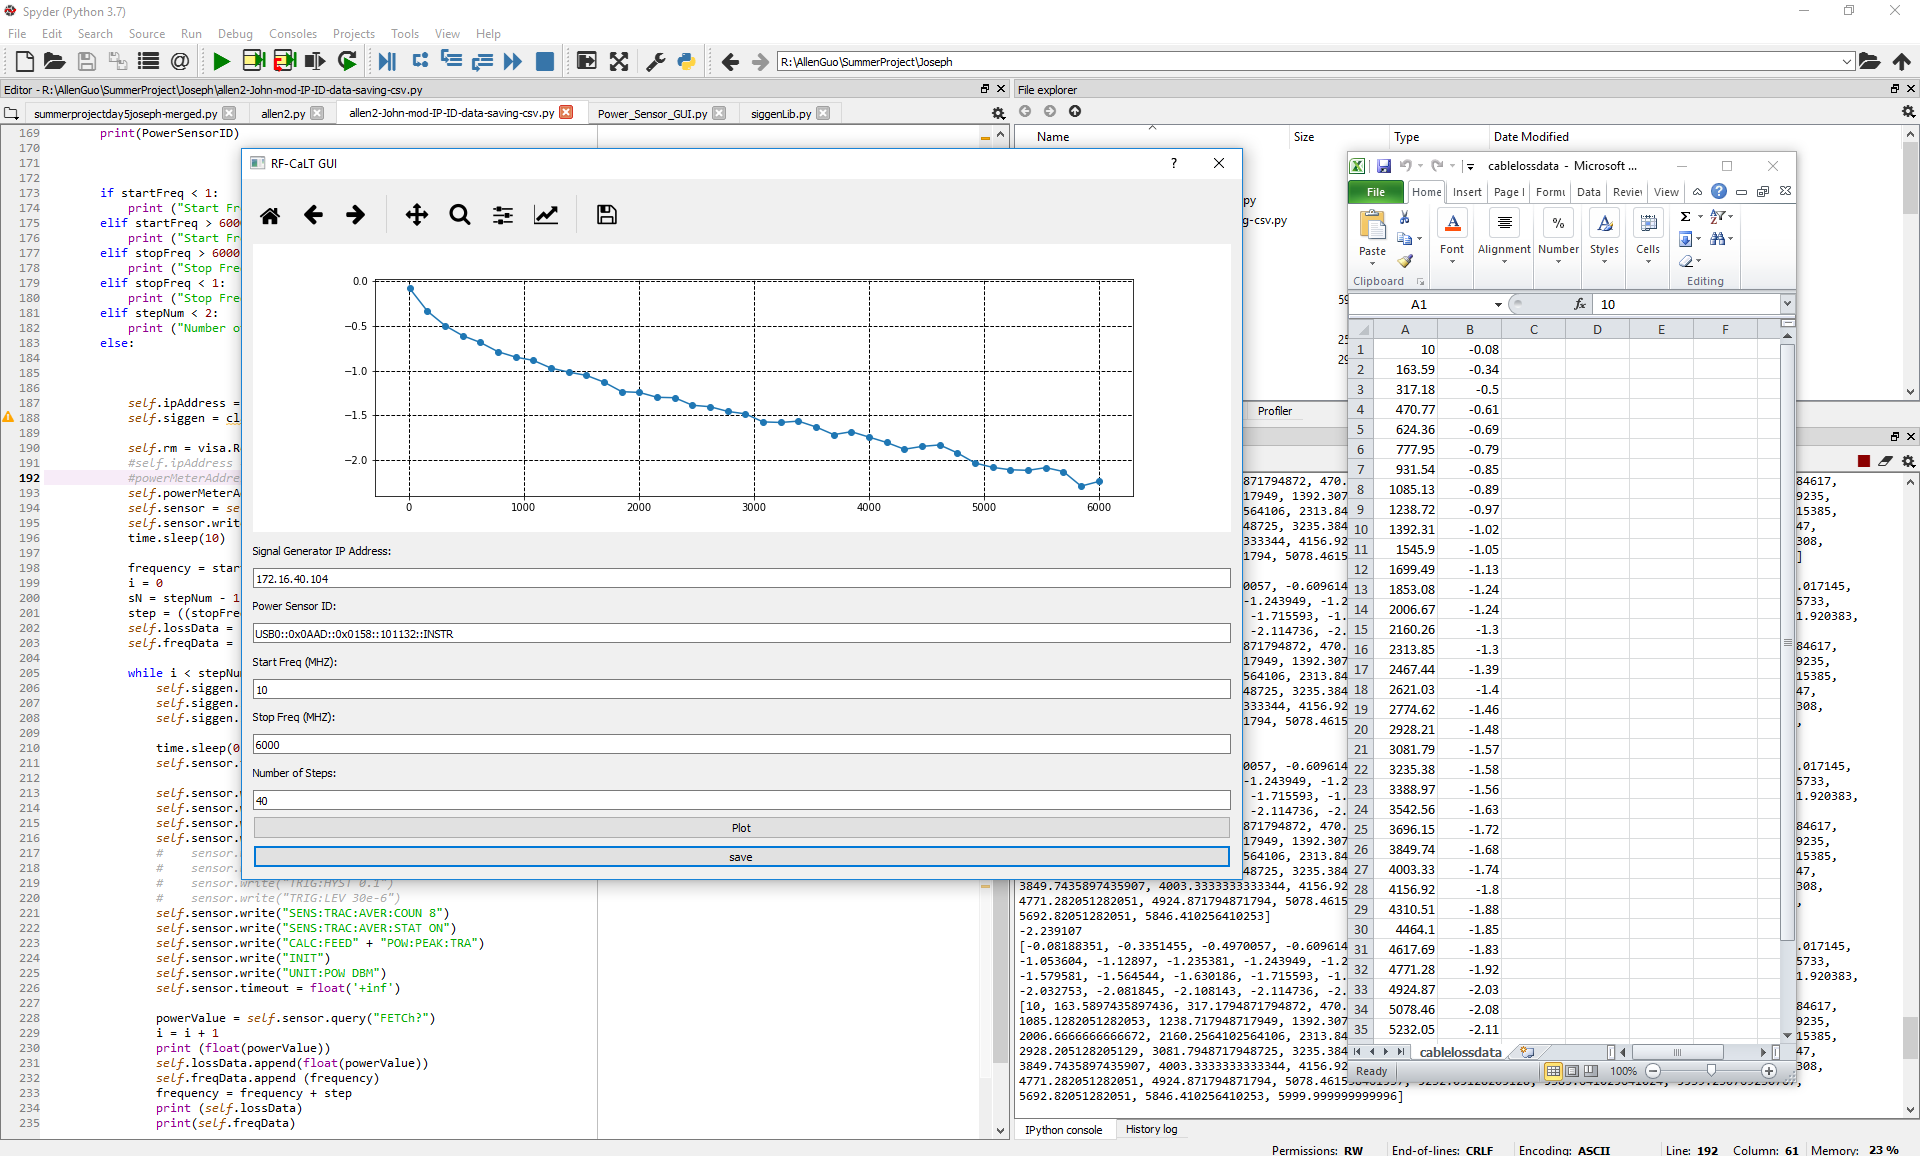 Spyder (Python 3.7)
File Edit Search Source Run Debug Consoles Projects Tools View Help
R:\AllenGuo\SummerProject\Joseph
Editor - R:\AllenGuo\SummerProject\Joseph\allen2-John-mod-IP-ID-data-saving-csv.py
summerprojectday5joseph-merged.py allen2.py allen2-John-mod-IP-ID-data-saving-csv.py Power_Sensor_GUI.py siggenLib.py
169 print(PowerSensorID)
170
171
172
173 if startFreq < 1:
174 print ("Start Fr
175 elif startFreq > 600
176 print ("Start Fr
177 elif stopFreq > 6000
178 print ("Stop Fre
179 elif stopFreq < 1:
180 print ("Stop Fre
181 elif stepNum < 2:
182 print ("Number o
183 else:
184
185
186
187 self.ipAddress =
188 self.siggen = cl
189
190 self.rm = visa.R
191 #self.ipAddress
192 #powerMeterAddre
193 self.powerMeterA
194 self.sensor = se
195 self.sensor.writ
196 time.sleep(10)
197
198 frequency = star
199 i = 0
200 sN = stepNum - 1
201 step = ((stopFre
202 self.lossData =
203 self.freqData =
204
205 while i < stepNu
206 self.siggen.
207 self.siggen.
208 self.siggen.
209
210 time.sleep(0
211 self.sensor.
212
213 self.sensor.
214 self.sensor.
215 self.sensor.
216 self.sensor.
217 # sensor.
218 # sensor.
219 # sensor.write("TRIG:HYST 0.1")
220 # sensor.write("TRIG:LEV 30e-6")
221 self.sensor.write("SENS:TRAC:AVER:COUN 8")
222 self.sensor.write("SENS:TRAC:AVER:STAT ON")
223 self.sensor.write("CALC:FEED" + "POW:PEAK:TRA")
224 self.sensor.write("INIT")
225 self.sensor.write("UNIT:POW DBM")
226 self.sensor.timeout = float('+inf')
227
228 powerValue = self.sensor.query("FETCh?")
229 i = i + 1
230 print (float(powerValue))
231 self.lossData.append(float(powerValue))
232 self.freqData.append (frequency)
233 frequency = frequency + step
234 print (self.lossData)
235 print(self.freqData)
RF-CaLT GUI
0.0
−0.5
−1.0
−1.5
−2.0
0 1000 2000 3000 4000 5000 6000
Signal Generator IP Address:
172.16.40.104
Power Sensor ID:
USB0::0x0AAD::0x0158::101132::INSTR
Start Freq (MHZ):
10
Stop Freq (MHZ):
6000
Number of Steps:
40
Plot
save
File explorer
Name Size Type Date Modified
py
g-csv.py
Profiler
3849.7435897435907, 4003.3333333333344, 4156.92
4771.282051282051, 4924.871794871794, 5078.4615
5692.82051282051, 5846.410256410253]
-2.239107
[-0.08188351, -0.3351455, -0.4970057, -0.609614
-1.053604, -1.12897, -1.235381, -1.243949, -1.2
-1.579581, -1.564544, -1.630186, -1.715593, -1.
-2.032753, -2.081845, -2.108143, -2.114736, -2.
[10, 163.5897435897436, 317.1794871794872, 470.
1085.1282051282053, 1238.717948717949, 1392.307
2006.6666666666672, 2160.2564102564106, 2313.84
2928.205128205129, 3081.7948717948725, 3235.384
3849.7435897435907, 4003.3333333333344, 4156.92
5692.82051282051, 5846.410256410253, 5999.999999999996]
cablelossdata - Microsoft ...
File Home Insert Page l Formu Data Reviei View
Paste Font Alignment Number Styles Cells
Clipboard Editing
A1 fx 10
A B C D E F
1 10 -0.08
2 163.59 -0.34
3 317.18 -0.5
4 470.77 -0.61
5 624.36 -0.69
6 777.95 -0.79
7 931.54 -0.85
8 1085.13 -0.89
9 1238.72 -0.97
10 1392.31 -1.02
11 1545.9 -1.05
12 1699.49 -1.13
13 1853.08 -1.24
14 2006.67 -1.24
15 2160.26 -1.3
16 2313.85 -1.3
17 2467.44 -1.39
18 2621.03 -1.4
19 2774.62 -1.46
20 2928.21 -1.48
21 3081.79 -1.57
22 3235.38 -1.58
23 3388.97 -1.56
24 3542.56 -1.63
25 3696.15 -1.72
26 3849.74 -1.68
27 4003.33 -1.74
28 4156.92 -1.8
29 4310.51 -1.88
30 4464.1 -1.85
31 4617.69 -1.83
32 4771.28 -1.92
33 4924.87 -2.03
34 5078.46 -2.08
35 5232.05 -2.11
cablelossdata
Ready 100%
IPython console History log
Permissions: RW End-of-lines: CRLF Encoding: ASCII Line: 192 Column: 61 Memory: 23 %